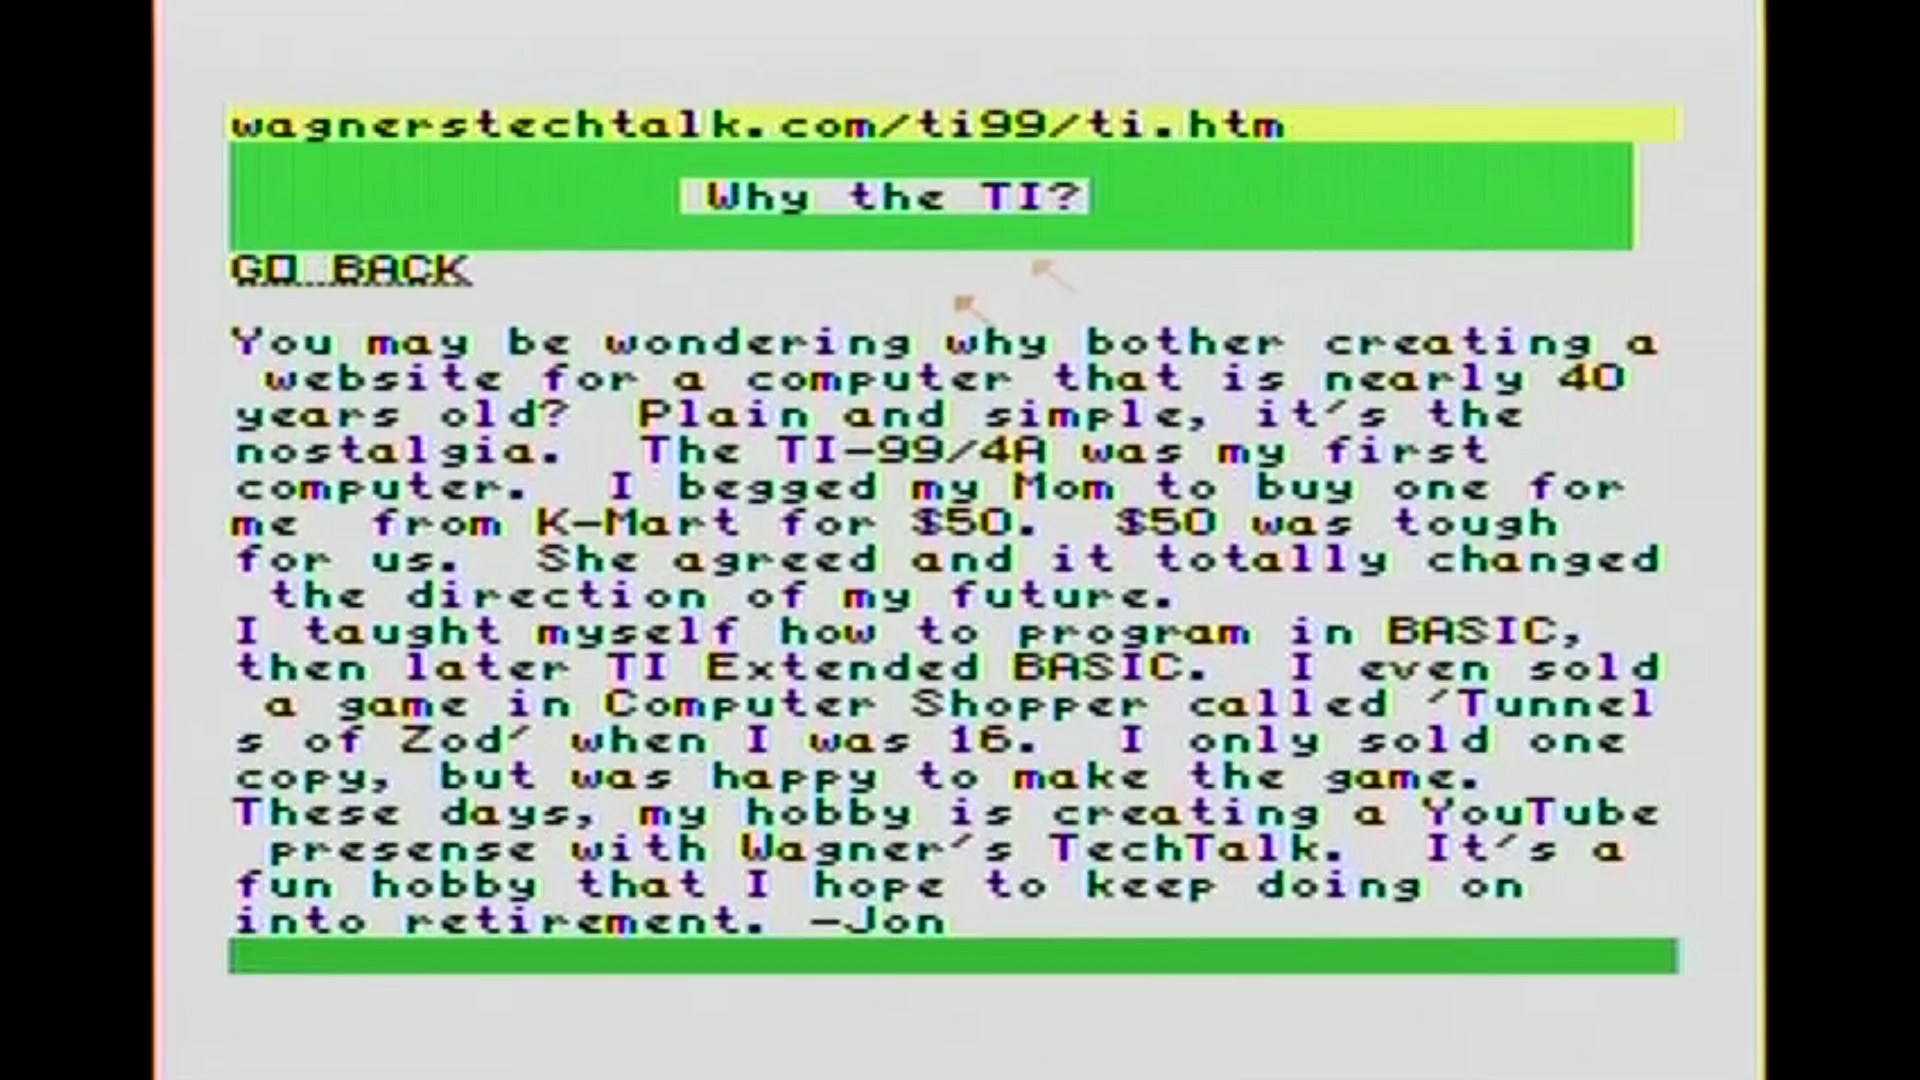 wagnerstechtalk.com/ti99/ti.htm
Why the TI?
GO BACK
You may be wondering why bother creating a
website for a computer that is nearly 40
years old?  Plain and simple, it's the
nostalgia.  The TI-99/4A was my first
computer.  I begged my Mom to buy one for
me  from K-Mart for $50.  $50 was tough
for us.  She agreed and it totally changed
the direction of my future.
I taught myself how to program in BASIC,
then later TI Extended BASIC.  I even sold
a game in Computer Shopper called 'Tunnel
s of Zod' when I was 16.  I only sold one
copy, but was happy to make the game.
These days, my hobby is creating a YouTube
presense with Wagner's TechTalk.  It's a
fun hobby that I hope to keep doing on
into retirement. -Jon